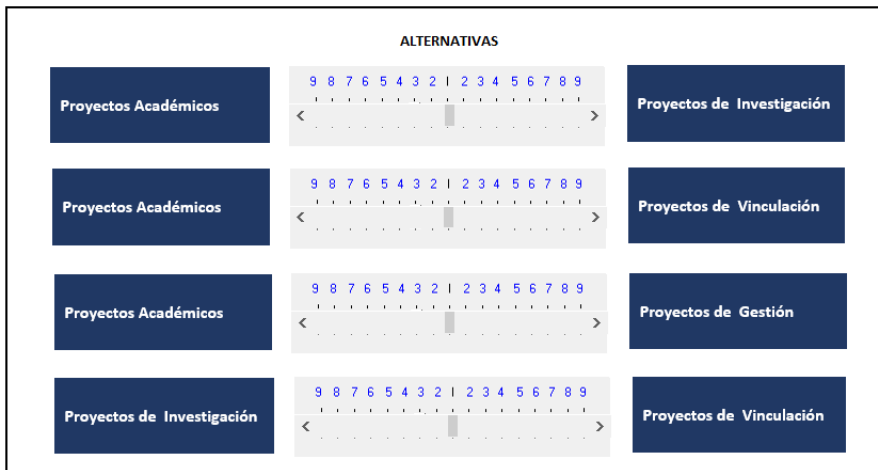 ALTERNATIVAS
Proyectos Académicos
9 8 7 6 5 4 3 2 1 2 3 4 5 6 7 8 9
Proyectos de Investigación
Proyectos Académicos
9 8 7 6 5 4 3 2 1 2 3 4 5 6 7 8 9
Proyectos de Vinculación
Proyectos Académicos
9 8 7 6 5 4 3 2 1 2 3 4 5 6 7 8 9
Proyectos de Gestión
Proyectos de Investigación
9 8 7 6 5 4 3 2 1 2 3 4 5 6 7 8 9
Proyectos de Vinculación